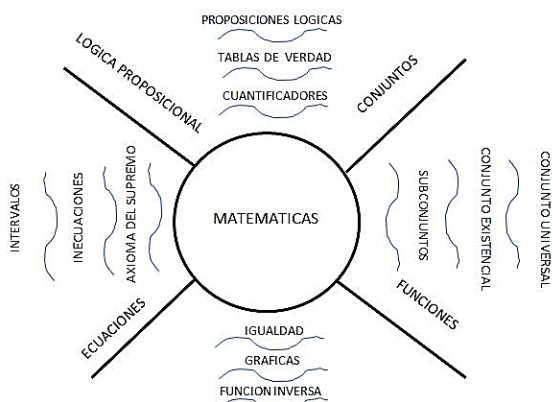 PROPOSICIONES LOGICAS
TABLAS DE VERDAD
CUANTIFICADORES
LOGICA PROPOSICIONAL
CONJUNTOS
INTERVALOS
INECUACIONES
AXIOMA DEL SUPREMO
MATEMATICAS
SUBCONJUNTOS
CONJUNTO EXISTENCIAL
CONJUNTO UNIVERSAL
ECUACIONES
FUNCIONES
IGUALDAD
GRAFICAS
FUNCION INVERSA